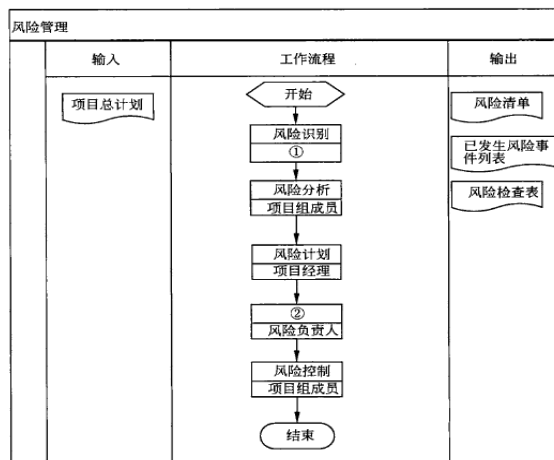 风险管理
输入
工作流程
输出
开始
项目总计划
风险清单
风险识别
①
已发生风险事
件列表
风险分析
项目组成员
风险检查表
风险计划
项目经理
②
风险负责人
风险控制
项目组成员
结束